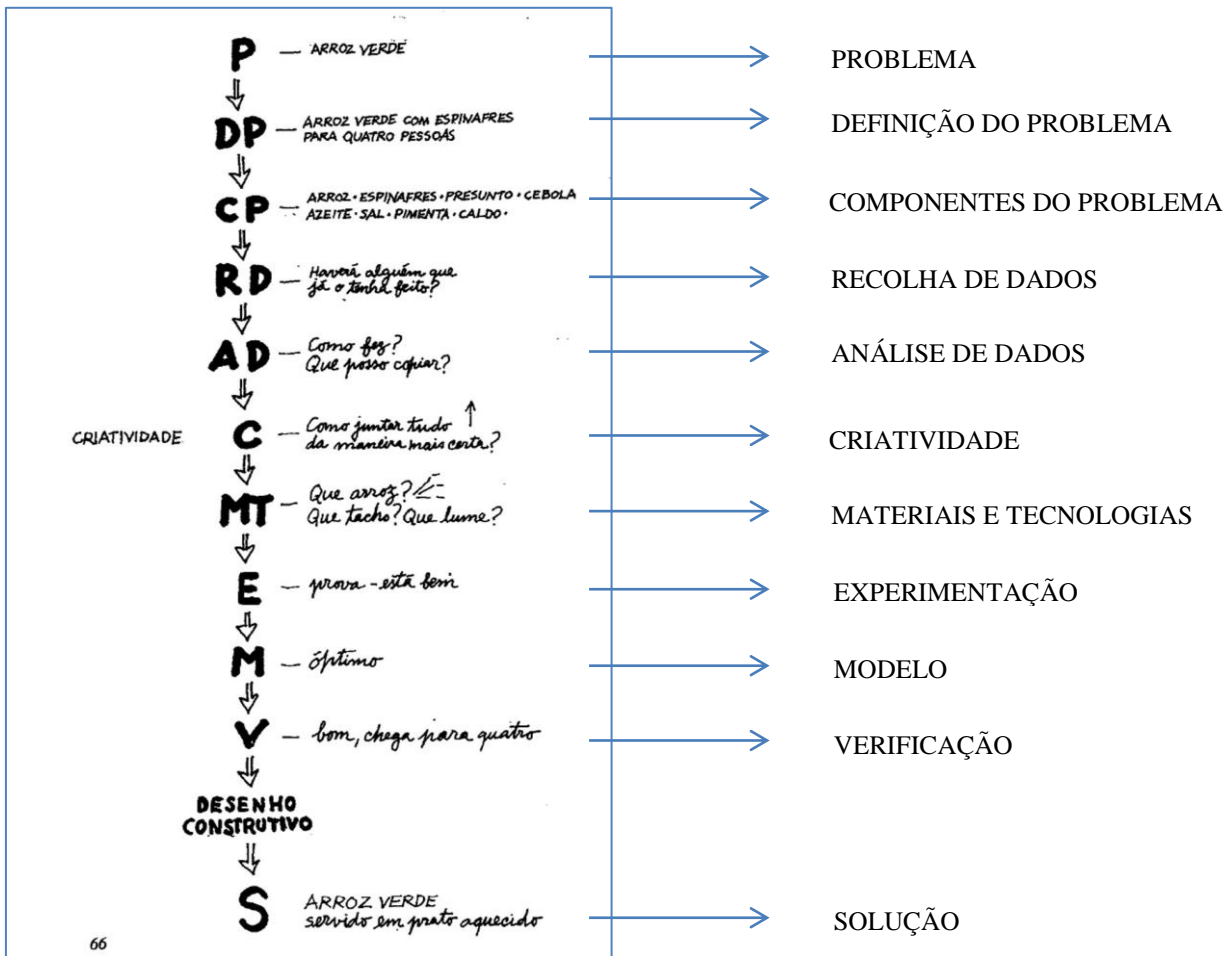 P — ARROZ VERDE
PROBLEMA
DP — ARROZ VERDE COM ESPINAFRES
PARA QUATRO PESSOAS
DEFINIÇÃO DO PROBLEMA
CP — ARROZ · ESPINAFRES · PRESUNTO · CEBOLA
AZEITE · SAL · PIMENTA · CALDO ·
COMPONENTES DO PROBLEMA
RD — Haverá alguém que
já o tenha feito?
RECOLHA DE DADOS
AD — Como fez?
Que posso copiar?
ANÁLISE DE DADOS
CRIATIVIDADE
C — Como juntar tudo
da maneira mais certa?
CRIATIVIDADE
MT — Que arroz?
Que tacho? Que lume?
MATERIAIS E TECNOLOGIAS
E — prova - está bem
EXPERIMENTAÇÃO
M — óptimo
MODELO
V — bom, chega para quatro
VERIFICAÇÃO
DESENHO
CONSTRUTIVO
S ARROZ VERDE
servido em prato aquecido
SOLUÇÃO
66